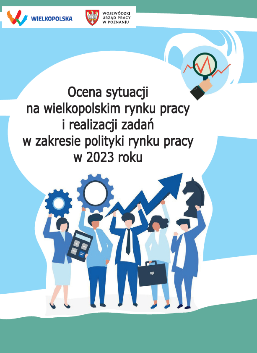 WIELKOPOLSKA
WOJEWÓDZKI
URZĄD PRACY
W POZNANIU
Ocena sytuacji
na wielkopolskim rynku pracy
i realizacji zadań
w zakresie polityki rynku pracy
w 2023 roku